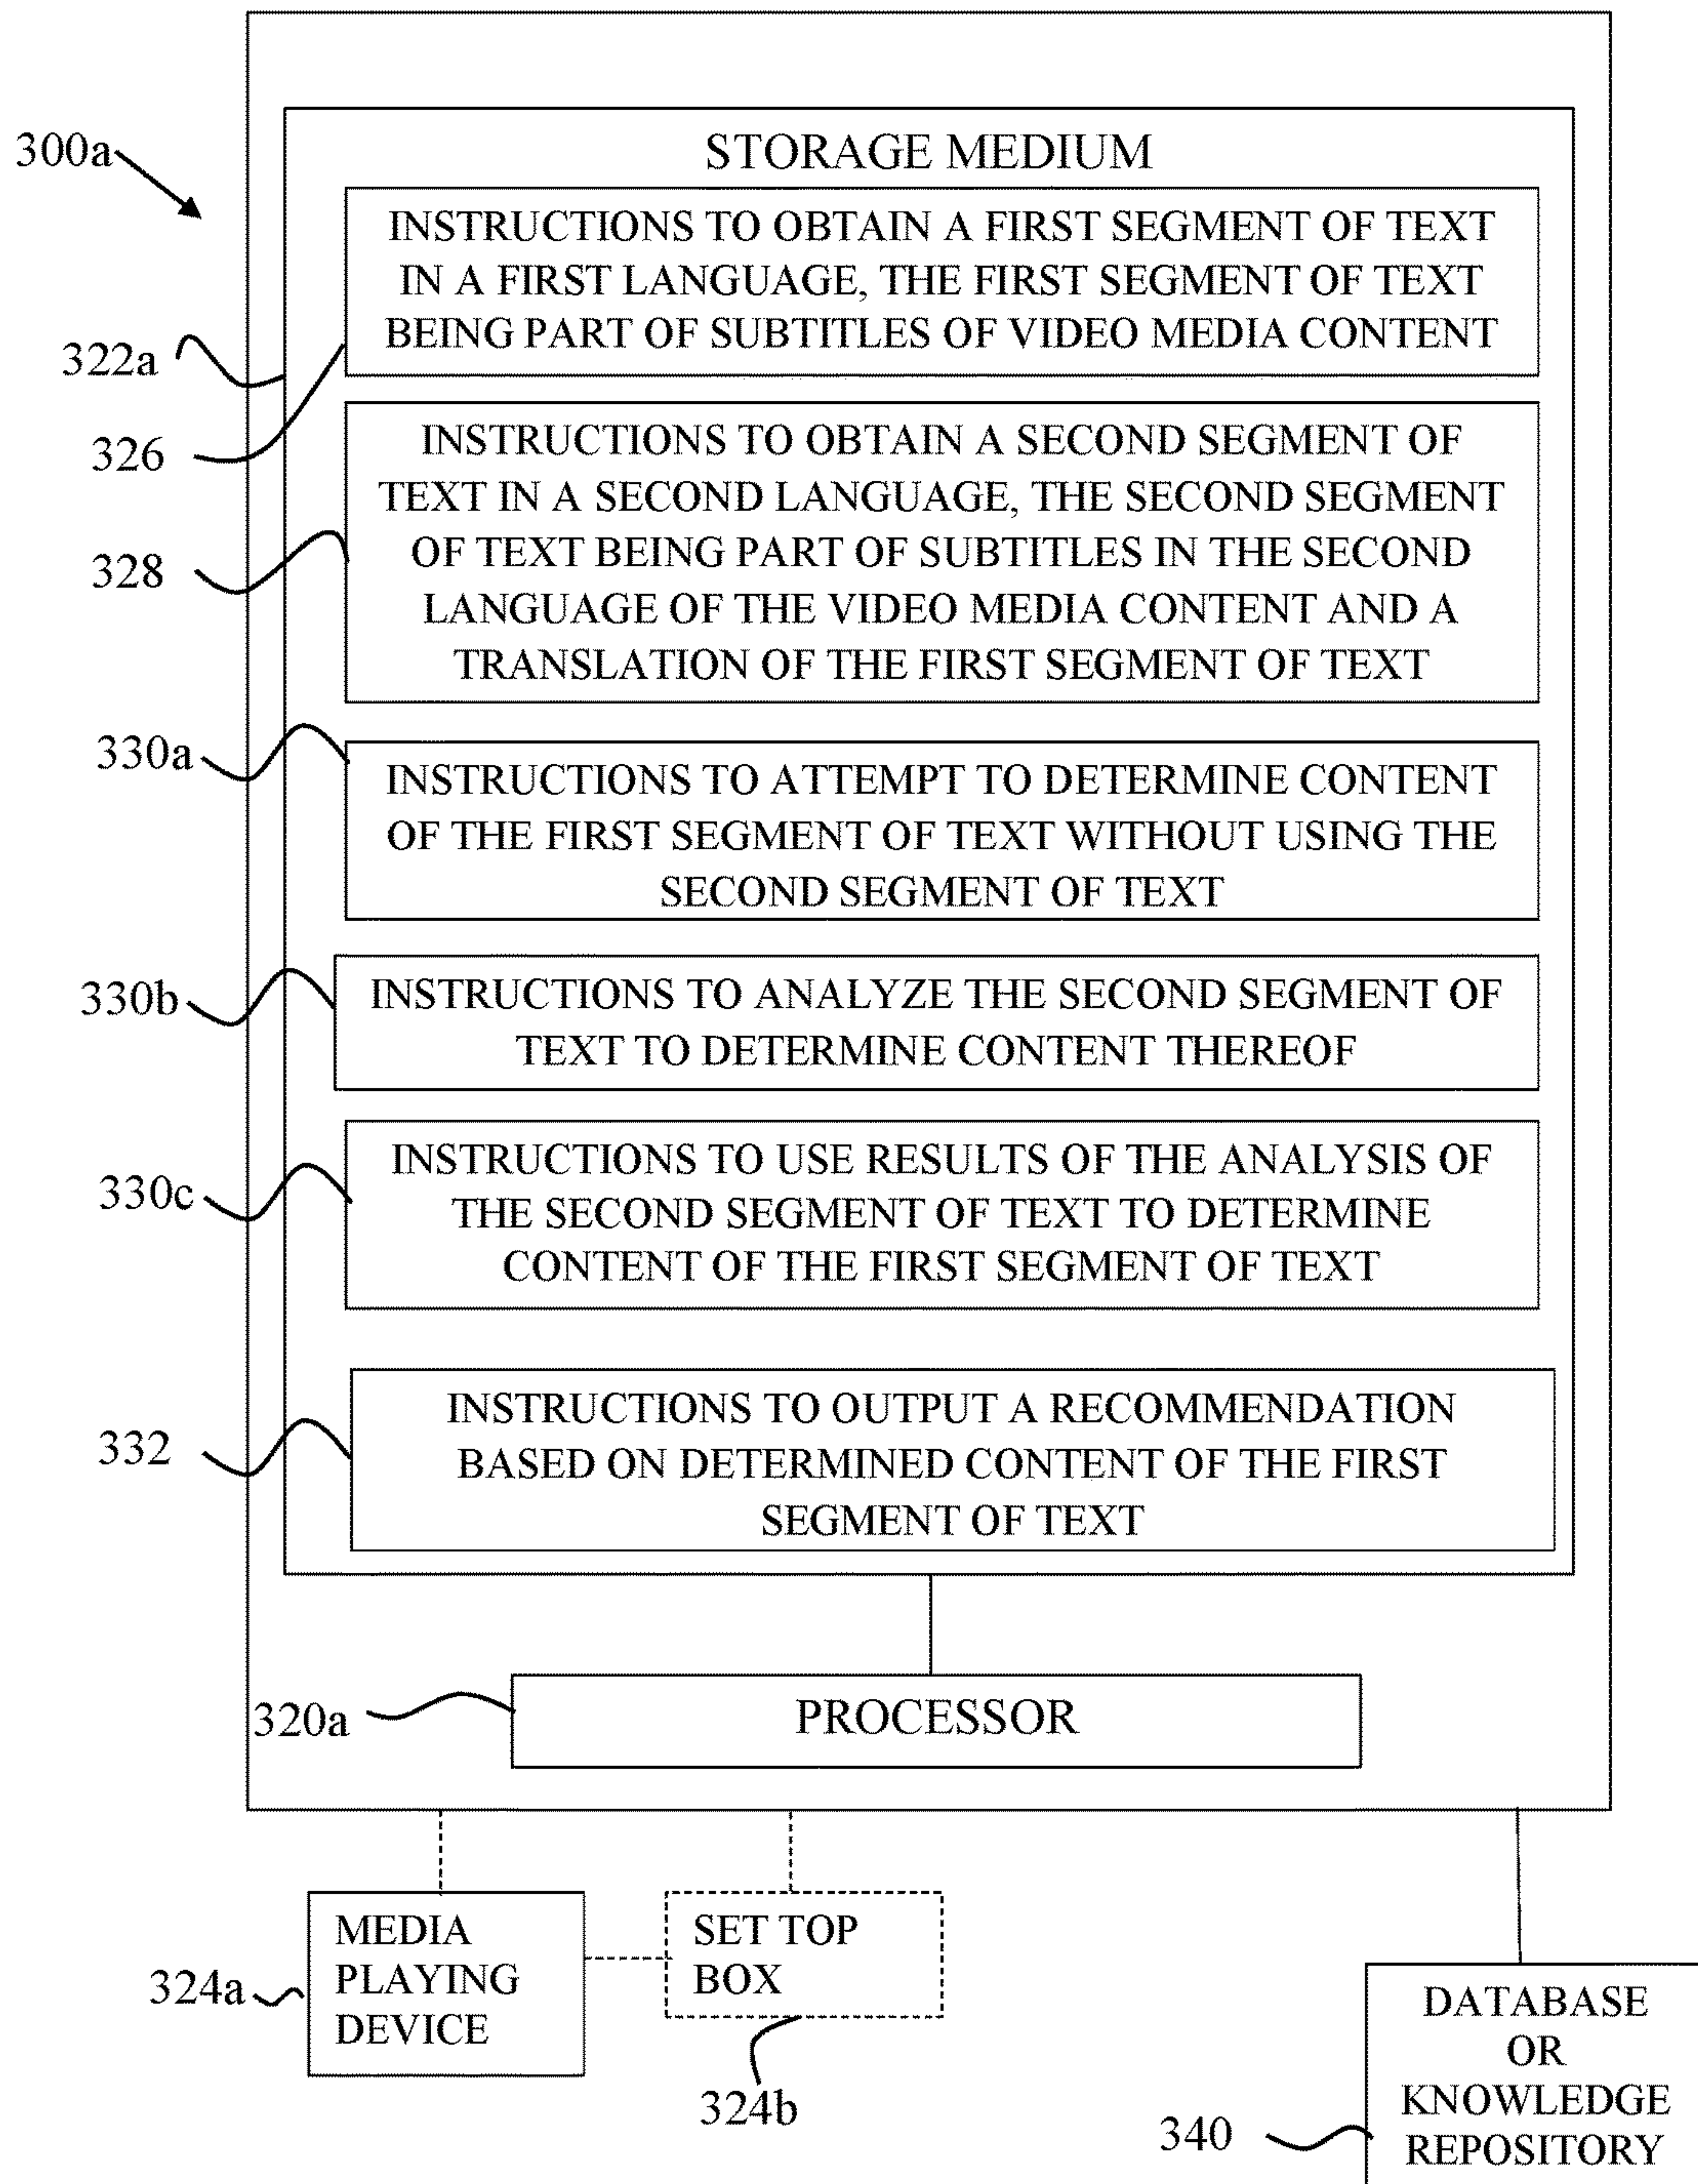 300a
STORAGE MEDIUM
INSTRUCTIONS TO OBTAIN A FIRST SEGMENT OF TEXT
IN A FIRST LANGUAGE, THE FIRST SEGMENT OF TEXT
BEING PART OF SUBTITLES OF VIDEO MEDIA CONTENT
322a
326
INSTRUCTIONS TO OBTAIN A SECOND SEGMENT OF
TEXT IN A SECOND LANGUAGE, THE SECOND SEGMENT
OF TEXT BEING PART OF SUBTITLES IN THE SECOND
LANGUAGE OF THE VIDEO MEDIA CONTENT AND A
TRANSLATION OF THE FIRST SEGMENT OF TEXT
328
330a
INSTRUCTIONS TO ATTEMPT TO DETERMINE CONTENT
OF THE FIRST SEGMENT OF TEXT WITHOUT USING THE
SECOND SEGMENT OF TEXT
330b
INSTRUCTIONS TO ANALYZE THE SECOND SEGMENT OF
TEXT TO DETERMINE CONTENT THEREOF
330c
INSTRUCTIONS TO USE RESULTS OF THE ANALYSIS OF
THE SECOND SEGMENT OF TEXT TO DETERMINE
CONTENT OF THE FIRST SEGMENT OF TEXT
332
INSTRUCTIONS TO OUTPUT A RECOMMENDATION
BASED ON DETERMINED CONTENT OF THE FIRST
SEGMENT OF TEXT
320a
PROCESSOR
324a
MEDIA
PLAYING
DEVICE
SET TOP
BOX
324b
340
DATABASE
OR
KNOWLEDGE
REPOSITORY